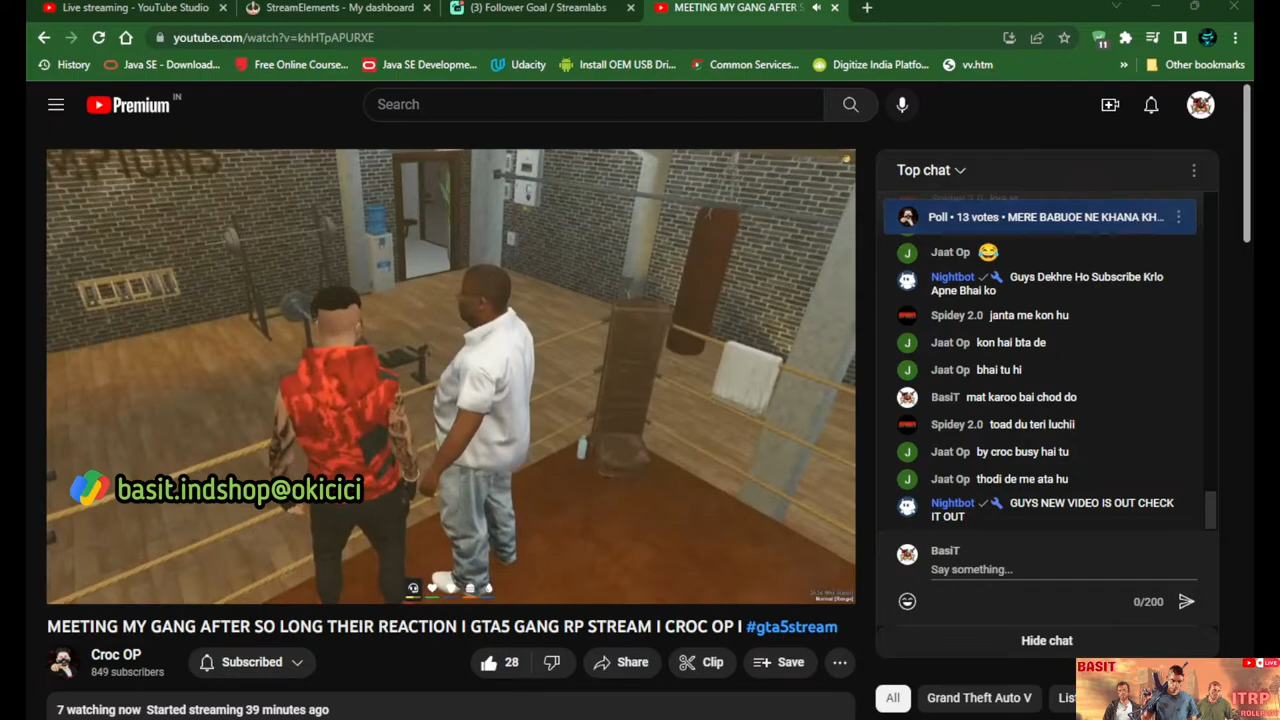 Live streaming - YouTube Studio
StreamElements - My dashboard
(3) Follower Goal / Streamlabs
MEETING MY GANG AFTER S
youtube.com/watch?v=khHTpAPURXE
11
History
Java SE - Download...
Free Online Course...
Java SE Developme...
Udacity
Install OEM USB Dri...
Common Services...
Digitize India Platfo...
vv.htm
Other bookmarks
Premium IN
Search
Top chat
Poll • 13 votes • MERE BABUOE NE KHANA KH...
Jaat Op 😂
Nightbot Guys Dekhre Ho Subscribe Krlo
Apne Bhai ko
Spidey 2.0 janta me kon hu
Jaat Op kon hai bta de
Jaat Op bhai tu hi
BasiT mat karoo bai chod do
Spidey 2.0 toad du teri luchii
Jaat Op by croc busy hai tu
Jaat Op thodi de me ata hu
Nightbot GUYS NEW VIDEO IS OUT CHECK
IT OUT
BasiT
Say something...
0/200
Hide chat
basit.indshop@okicici
MEETING MY GANG AFTER SO LONG THEIR REACTION I GTA5 GANG RP STREAM I CROC OP I #gta5stream
Croc OP
849 subscribers
Subscribed
28
Share
Clip
Save
7 watching now Started streaming 39 minutes ago
All
Grand Theft Auto V
BASIT
LIVE
ITRP
ROLEPLAY